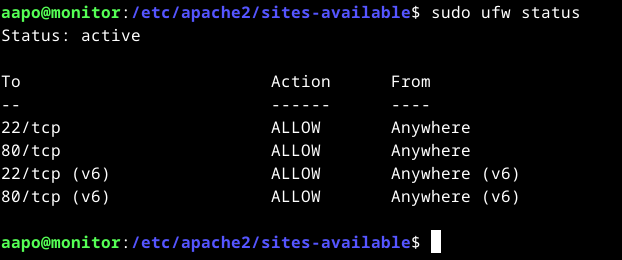 aapo@monitor:/etc/apache2/sites-available$ sudo ufw status
Status: active
To Action From
-- ------ ----
22/tcp ALLOW Anywhere
80/tcp ALLOW Anywhere
22/tcp (v6) ALLOW Anywhere (v6)
80/tcp (v6) ALLOW Anywhere (v6)
aapo@monitor:/etc/apache2/sites-available$